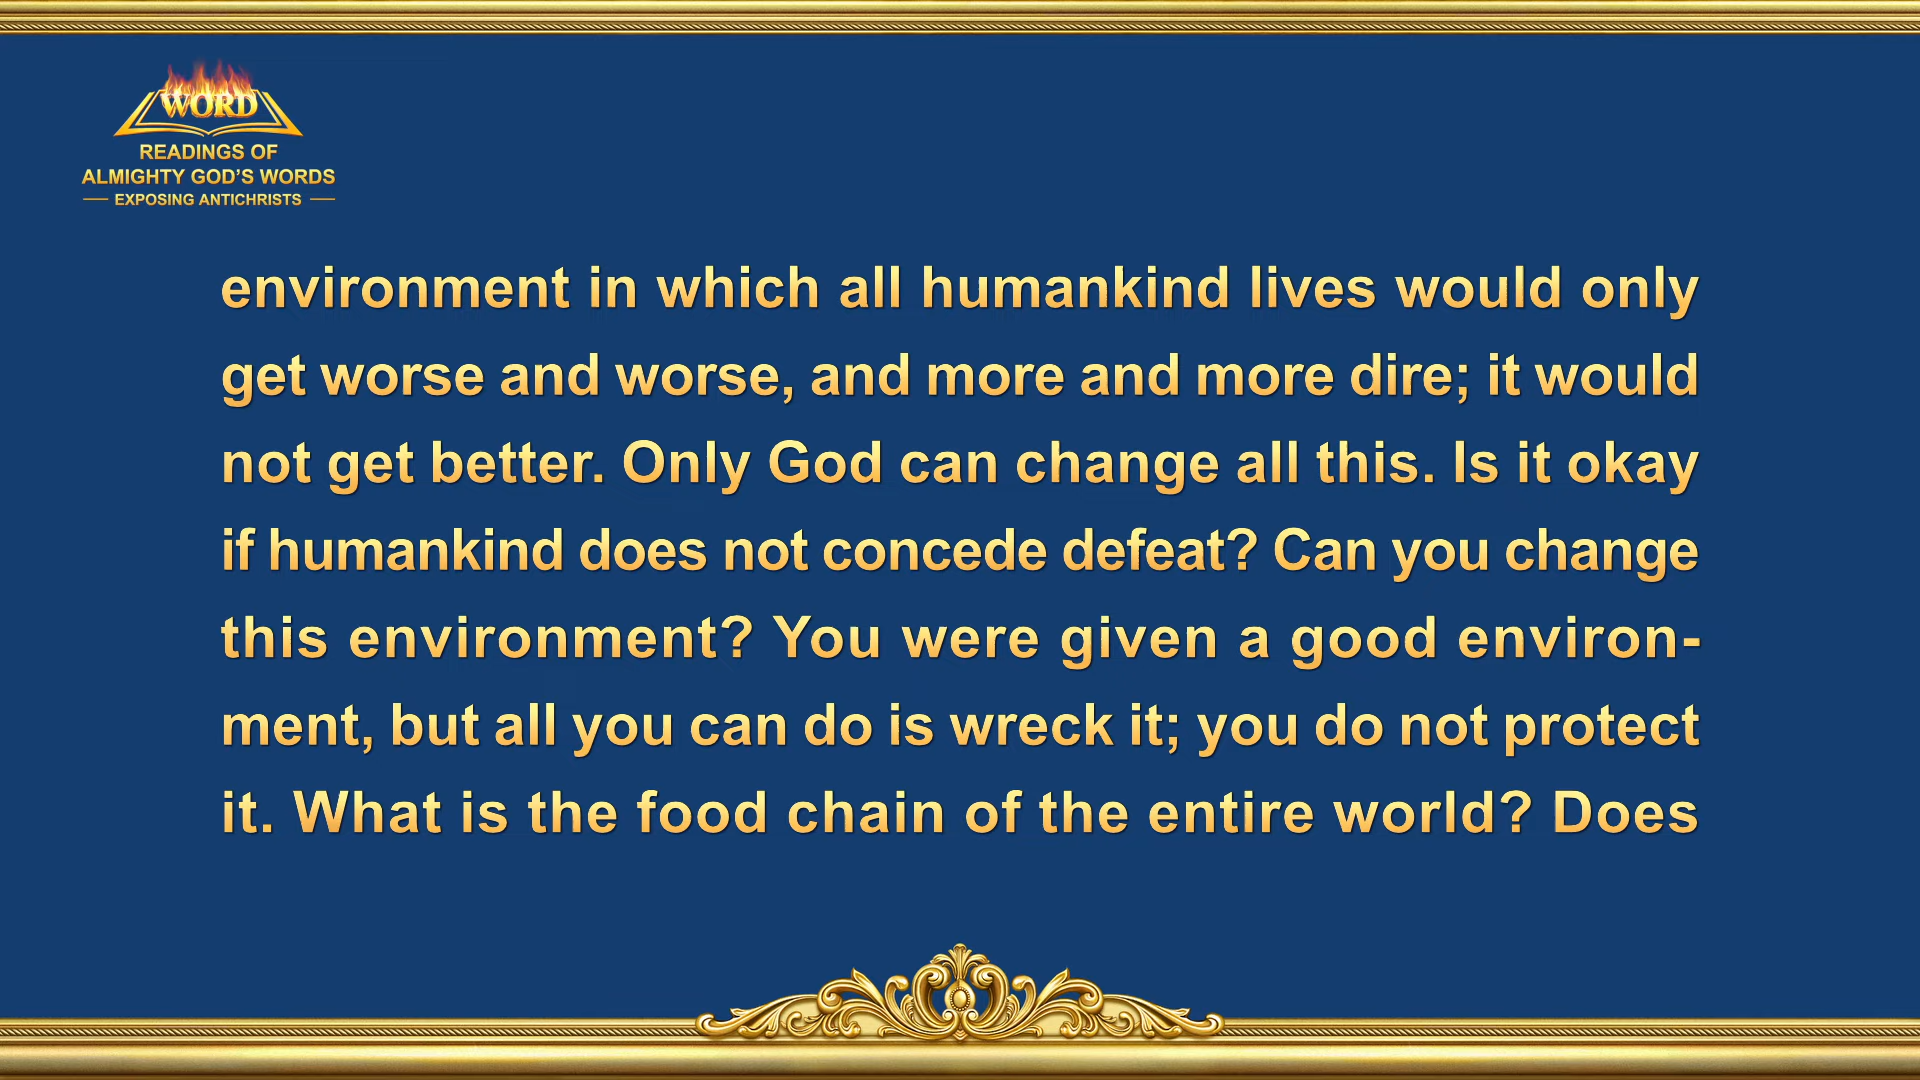 WORD
READINGS OF
ALMIGHTY GOD'S WORDS
EXPOSING ANTICHRISTS
environment in which all humankind lives would only
get worse and worse, and more and more dire; it would
not get better. Only God can change all this. Is it okay
if humankind does not concede defeat? Can you change
this environment? You were given a good environ-
ment, but all you can do is wreck it; you do not protect
it. What is the food chain of the entire world? Does